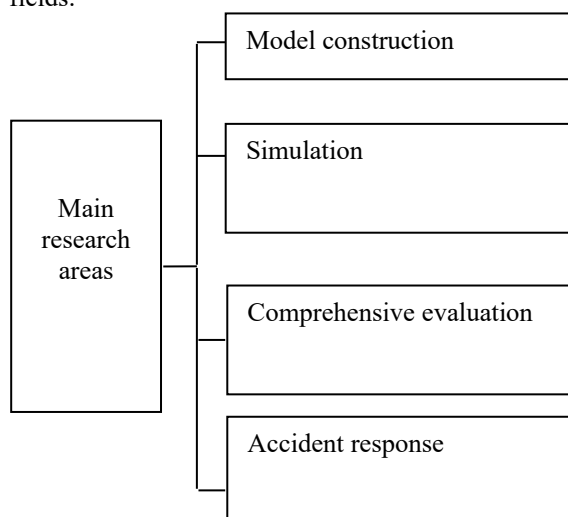 fields.
Model construction
Simulation
Main
research
areas
Comprehensive evaluation
Accident response